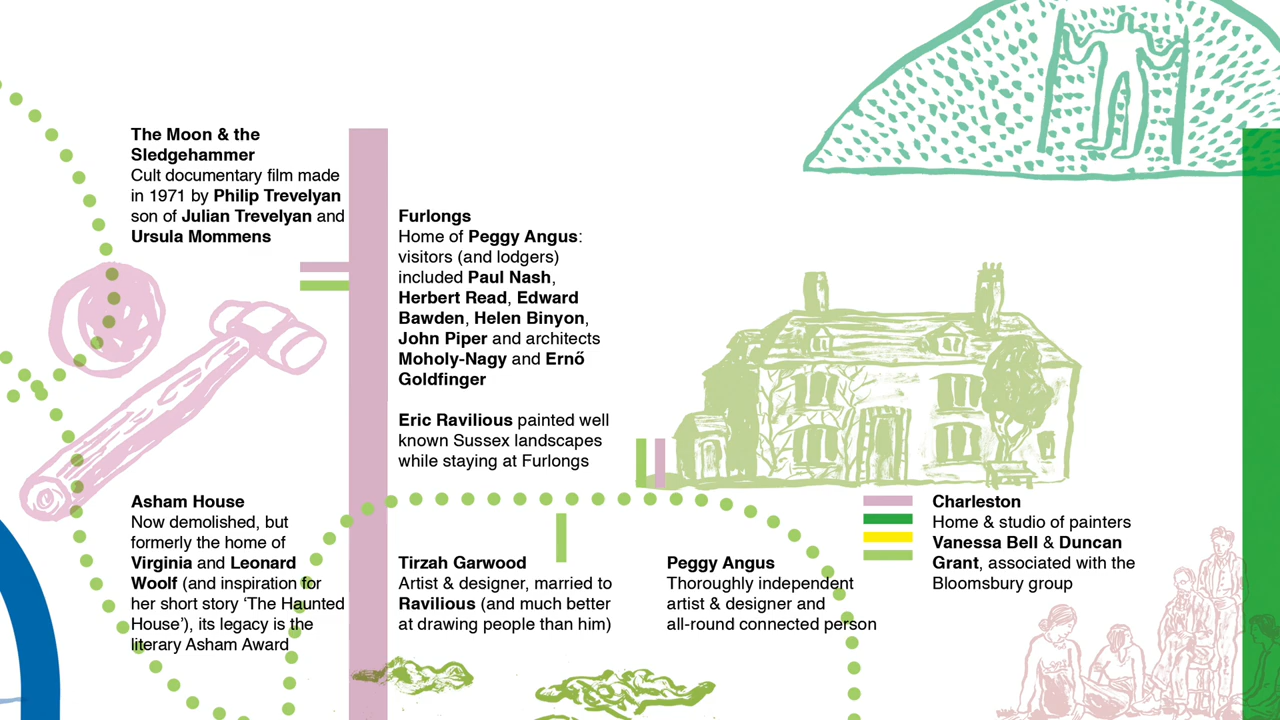 The Moon & the
Sledgehammer
Cult documentary film made
in 1971 by Philip Trevelyan
son of Julian Trevelyan and
Ursula Mommens
Furlongs
Home of Peggy Angus:
visitors (and lodgers)
included Paul Nash,
Herbert Read, Edward
Bawden, Helen Binyon,
John Piper and architects
Moholy-Nagy and Ernő
Goldfinger
Eric Ravilious painted well
known Sussex landscapes
while staying at Furlongs
Asham House
Now demolished, but
formerly the home of
Virginia and Leonard
Woolf (and inspiration for
her short story ‘The Haunted
House’), its legacy is the
literary Asham Award
Tirzah Garwood
Artist & designer, married to
Ravilious (and much better
at drawing people than him)
Peggy Angus
Thoroughly independent
artist & designer and
all-round connected person
Charleston
Home & studio of painters
Vanessa Bell & Duncan
Grant, associated with the
Bloomsbury group